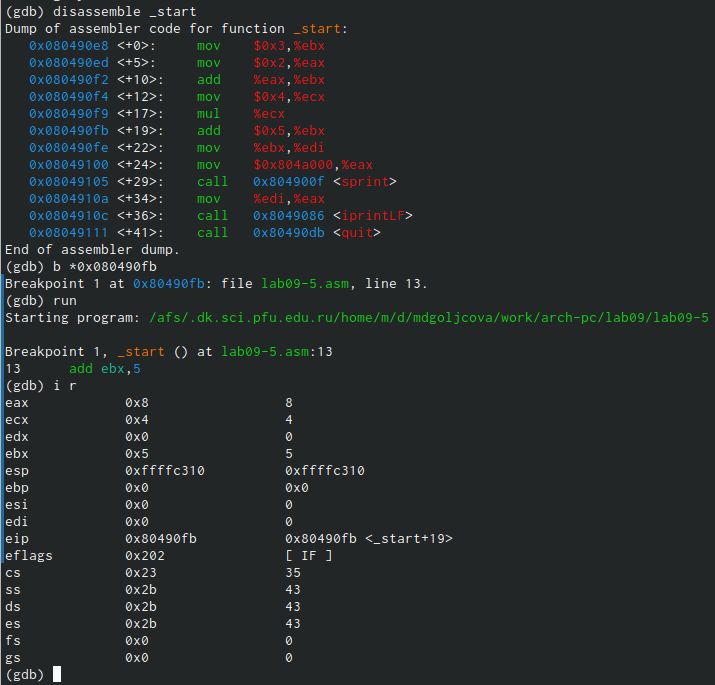 (gdb) disassemble _start
Dump of assembler code for function _start:
   0x080490e8 <+0>:     mov    $0x3,%ebx
   0x080490ed <+5>:     mov    $0x2,%eax
   0x080490f2 <+10>:    add    %eax,%ebx
   0x080490f4 <+12>:    mov    $0x4,%ecx
   0x080490f9 <+17>:    mul    %ecx
   0x080490fb <+19>:    add    $0x5,%ebx
   0x080490fe <+22>:    mov    %ebx,%edi
   0x08049100 <+24>:    mov    $0x804a000,%eax
   0x08049105 <+29>:    call   0x804900f <sprint>
   0x0804910a <+34>:    mov    %edi,%eax
   0x0804910c <+36>:    call   0x8049086 <iprintLF>
   0x08049111 <+41>:    call   0x80490db <quit>
End of assembler dump.
(gdb) b *0x080490fb
Breakpoint 1 at 0x80490fb: file lab09-5.asm, line 13.
(gdb) run
Starting program: /afs/.dk.sci.pfu.edu.ru/home/m/d/mdgoljcova/work/arch-pc/lab09/lab09-5
Breakpoint 1, _start () at lab09-5.asm:13
13      add ebx,5
(gdb) i r
eax            0x8                 8
ecx            0x4                 4
edx            0x0                 0
ebx            0x5                 5
esp            0xffffc310          0xffffc310
ebp            0x0                 0x0
esi            0x0                 0
edi            0x0                 0
eip            0x80490fb           0x80490fb <_start+19>
eflags         0x202               [ IF ]
cs             0x23                35
ss             0x2b                43
ds             0x2b                43
es             0x2b                43
fs             0x0                 0
gs             0x0                 0
(gdb)